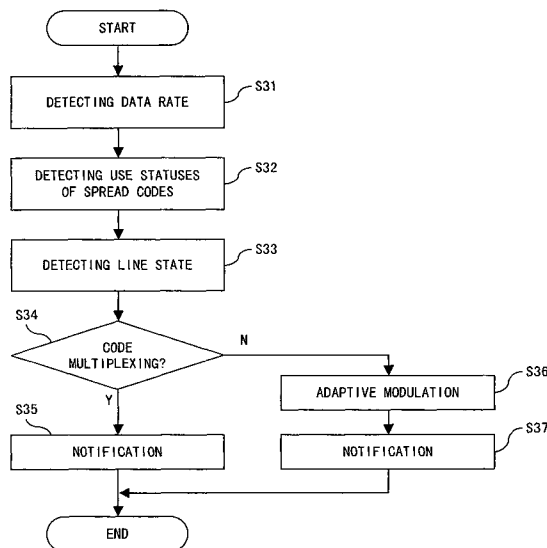 START
DETECTING DATA RATE
S31
DETECTING USE STATUSES
OF SPREAD CODES
S32
DETECTING LINE STATE
S33
S34
CODE
MULTIPLEXING?
N
Y
ADAPTIVE MODULATION
S36
S35
NOTIFICATION
NOTIFICATION
S37
END